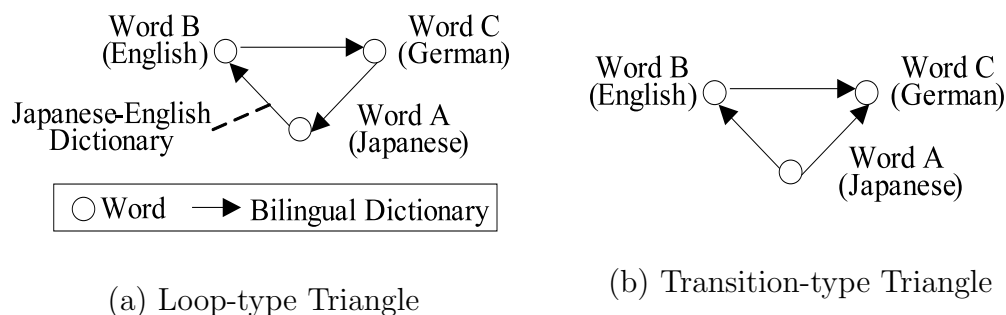 Word B
(English)
Word C
(German)
Japanese-English
Dictionary
Word A
(Japanese)
Word
Bilingual Dictionary
(a) Loop-type Triangle
Word B
(English)
Word C
(German)
Word A
(Japanese)
(b) Transition-type Triangle